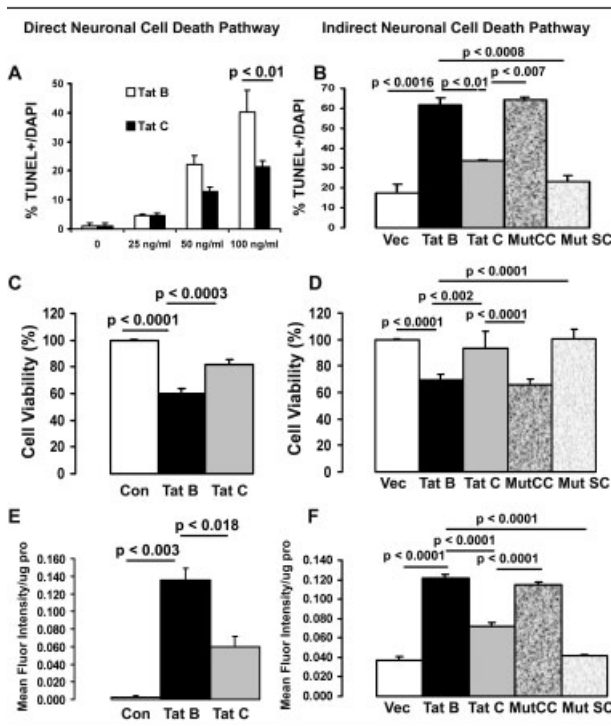 Direct Neuronal Cell Death Pathway
Indirect Neuronal Cell Death Pathway
A
p < 0.01
% TUNEL+/DAPI
50
40
30
20
10
0
Tat B
Tat C
0 25 ng/ml 50 ng/ml 100 ng/ml
B
p < 0.0008
p < 0.0016 p < .01 p < .007
% TUNEL+/DAPI
70
60
50
40
30
20
10
0
Vec Tat B Tat C MutCC Mut SC
C
p < 0.0003
p < 0.0001
Cell Viability (%)
120
100
80
60
40
20
0
Con Tat B Tat C
D
p < 0.0001
p < 0.002
p < 0.0001 p < 0.0001
Cell Viability (%)
120
100
80
60
40
20
0
Vec Tat B Tat C MutCC Mut SC
E
p < 0.018
p < 0.003
Mean Fluor Intensity/ug pro
0.160
0.140
0.120
0.100
0.080
0.060
0.040
0.020
0.000
Con Tat B Tat C
F
p < 0.0001
p < 0.0001
p < 0.0001 p < 0.0001
Mean Fluor Intensity/ug pro
0.120
0.100
0.080
0.060
0.040
0.020
0.000
Vec Tat B Tat C MutCC Mut SC